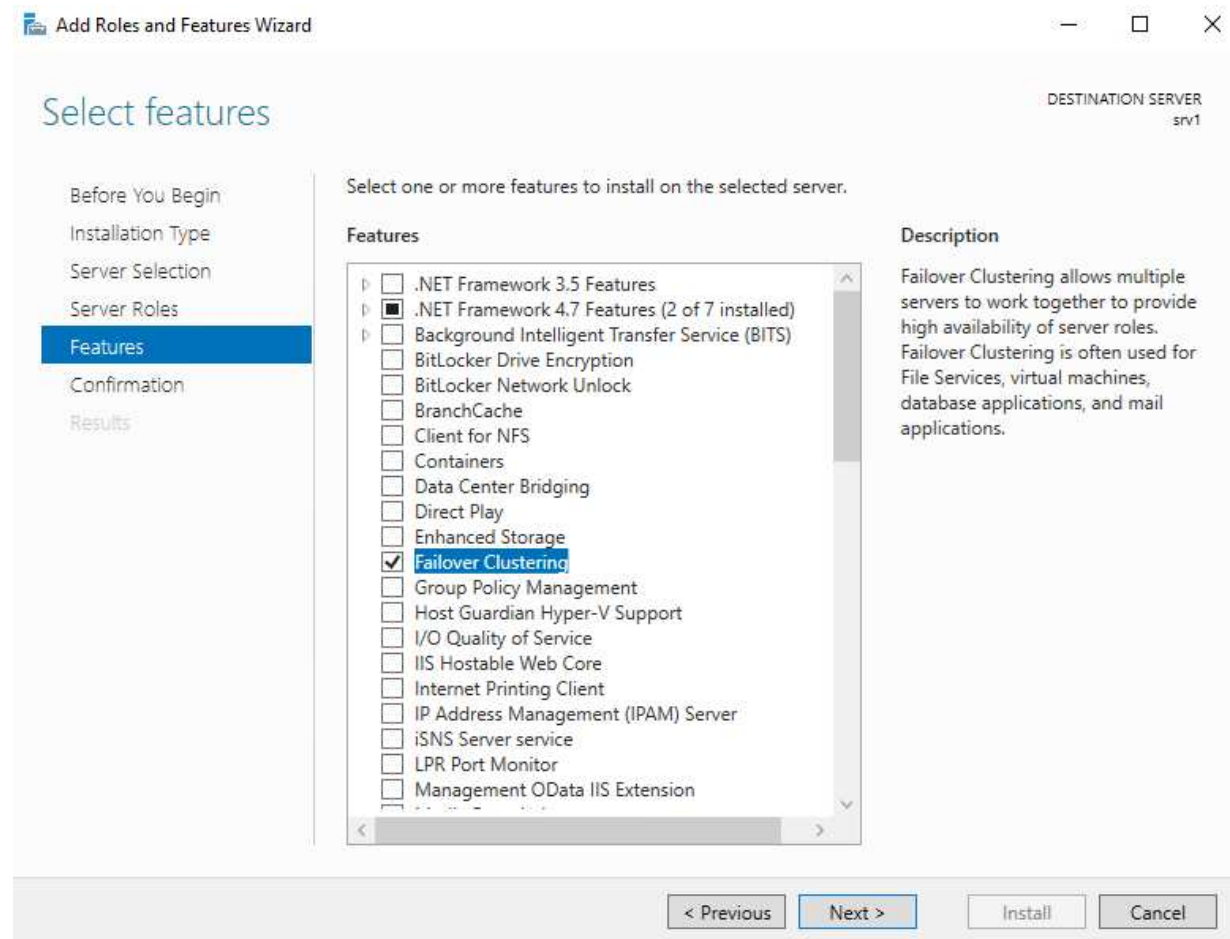 Add Roles and Features Wizard
Select features
DESTINATION SERVER
srv1
Before You Begin
Installation Type
Server Selection
Server Roles
Features
Confirmation
Results
Select one or more features to install on the selected server.
Features
.NET Framework 3.5 Features
.NET Framework 4.7 Features (2 of 7 installed)
Background Intelligent Transfer Service (BITS)
BitLocker Drive Encryption
BitLocker Network Unlock
BranchCache
Client for NFS
Containers
Data Center Bridging
Direct Play
Enhanced Storage
Failover Clustering
Group Policy Management
Host Guardian Hyper-V Support
I/O Quality of Service
IIS Hostable Web Core
Internet Printing Client
IP Address Management (IPAM) Server
iSNS Server service
LPR Port Monitor
Management OData IIS Extension
Description
Failover Clustering allows multiple
servers to work together to provide
high availability of server roles.
Failover Clustering is often used for
File Services, virtual machines,
database applications, and mail
applications.
< Previous
Next >
Install
Cancel